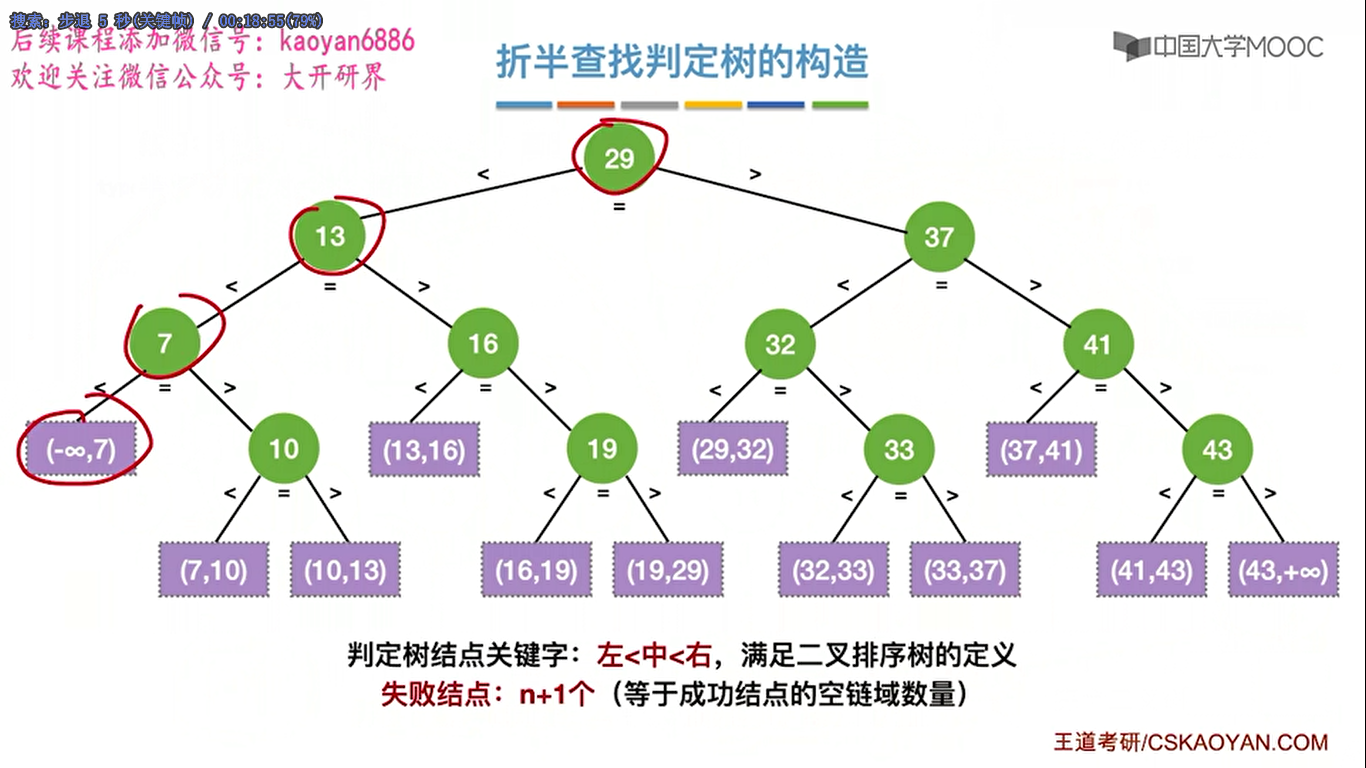 搜索: 步退 5 秒(关键帧) / 00:18:55(79%)
后续课程添加微信号：kaoyan6886
欢迎关注微信公众号：大开研界
折半查找判定树的构造
中国大学MOOC
29
< >
=
13 37
< = > < = >
7 16 32 41
< = > < = > < = > < = >
(-∞,7) 10 (13,16) 19 (29,32) 33 (37,41) 43
< = > < = > < = > < = >
(7,10) (10,13) (16,19) (19,29) (32,33) (33,37) (41,43) (43,+∞)
判定树结点关键字：左<中<右，满足二叉排序树的定义
失败结点：n+1个（等于成功结点的空链域数量）
王道考研/CSKAOYAN.COM